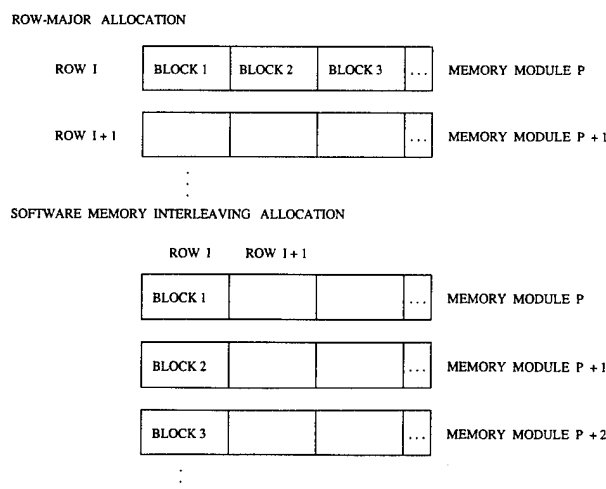 ROW-MAJOR ALLOCATION
ROW I BLOCK 1 BLOCK 2 BLOCK 3 ... MEMORY MODULE P
ROW I + 1 ... MEMORY MODULE P + 1
SOFTWARE MEMORY INTERLEAVING ALLOCATION
ROW I ROW I + 1
BLOCK 1 ... MEMORY MODULE P
BLOCK 2 ... MEMORY MODULE P + 1
BLOCK 3 ... MEMORY MODULE P + 2